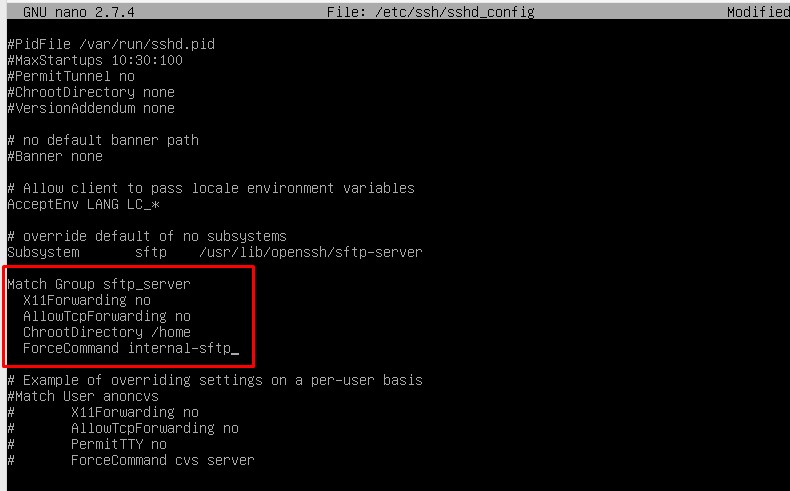 GNU nano 2.7.4 File: /etc/ssh/sshd_config Modified
#PidFile /var/run/sshd.pid
#MaxStartups 10:30:100
#PermitTunnel no
#ChrootDirectory none
#VersionAddendum none
# no default banner path
#Banner none
# Allow client to pass locale environment variables
AcceptEnv LANG LC_*
# override default of no subsystems
Subsystem sftp /usr/lib/openssh/sftp-server
Match Group sftp_server
X11Forwarding no
AllowTcpForwarding no
ChrootDirectory /home
ForceCommand internal-sftp_
# Example of overriding settings on a per-user basis
#Match User anoncvs
# X11Forwarding no
# AllowTcpForwarding no
# PermitTTY no
# ForceCommand cvs server